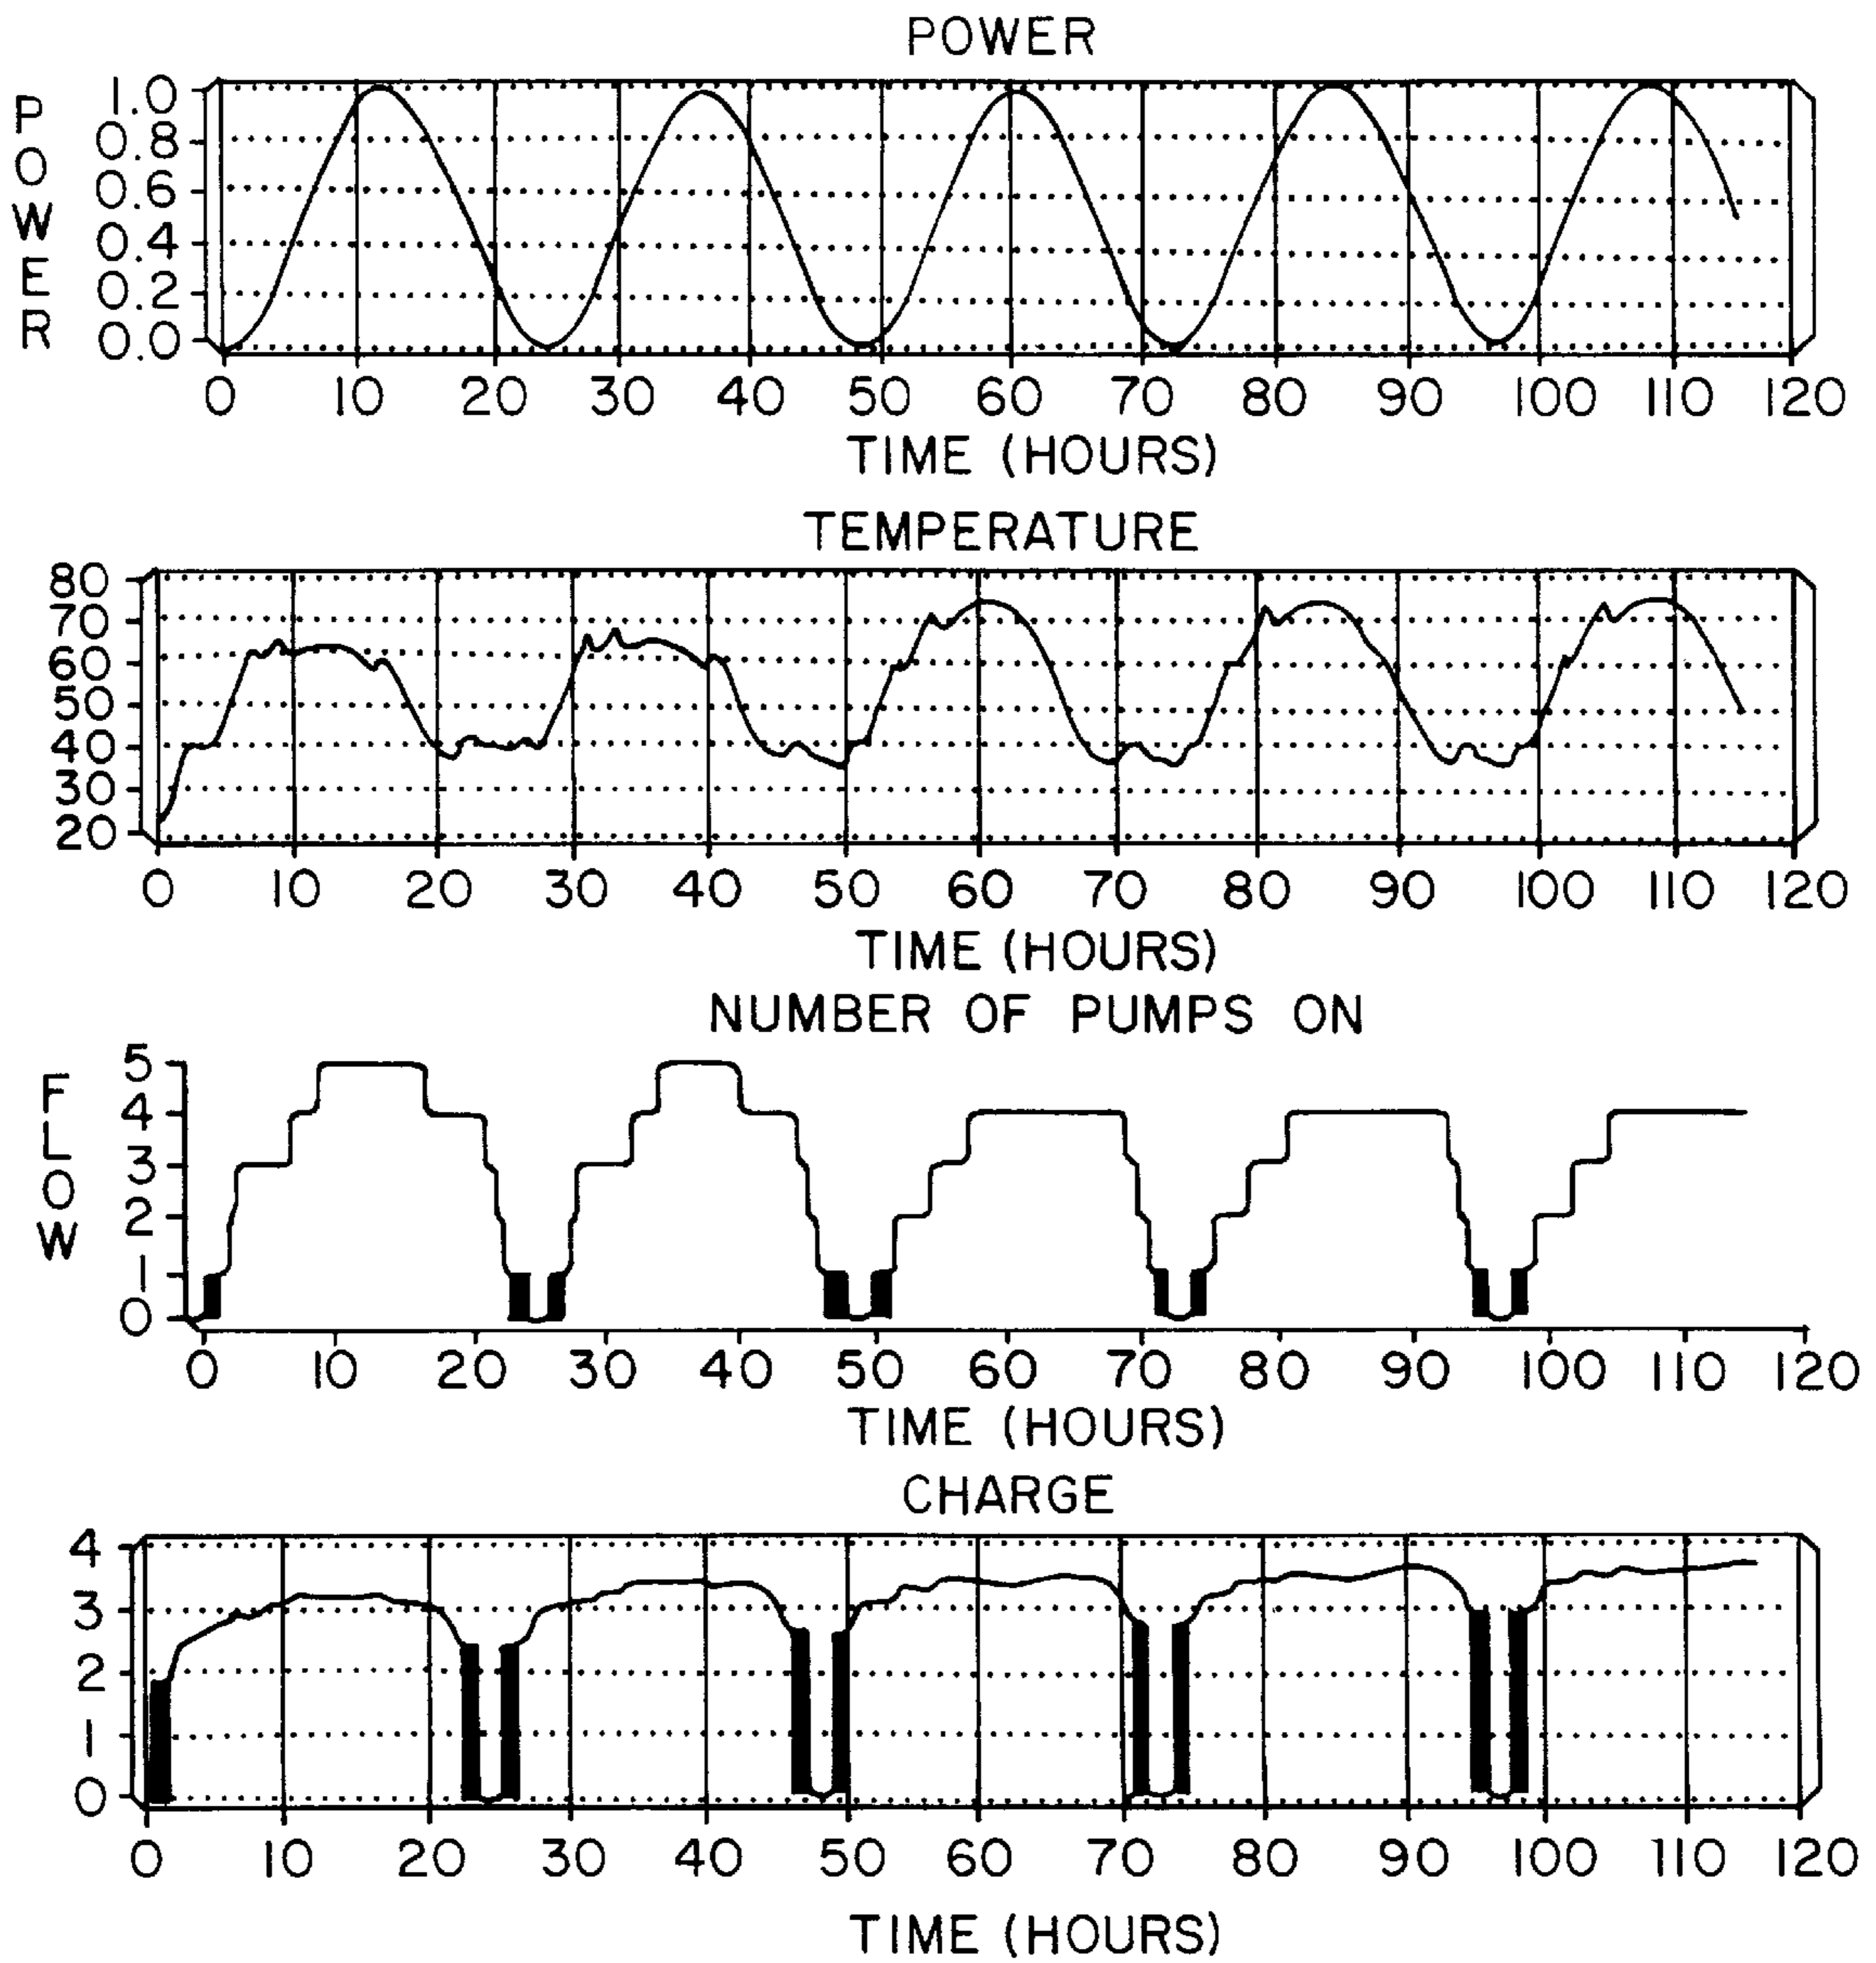 POWER
POWER
1.0
0.8
0.6
0.4
0.2
0.0
0 10 20 30 40 50 60 70 80 90 100 110 120
TIME (HOURS)
TEMPERATURE
80
70
60
50
40
30
20
0 10 20 30 40 50 60 70 80 90 100 110 120
TIME (HOURS)
NUMBER OF PUMPS ON
FLOW
5
4
3
2
1
0
0 10 20 30 40 50 60 70 80 90 100 110 120
TIME (HOURS)
CHARGE
4
3
2
1
0
0 10 20 30 40 50 60 70 80 90 100 110 120
TIME (HOURS)